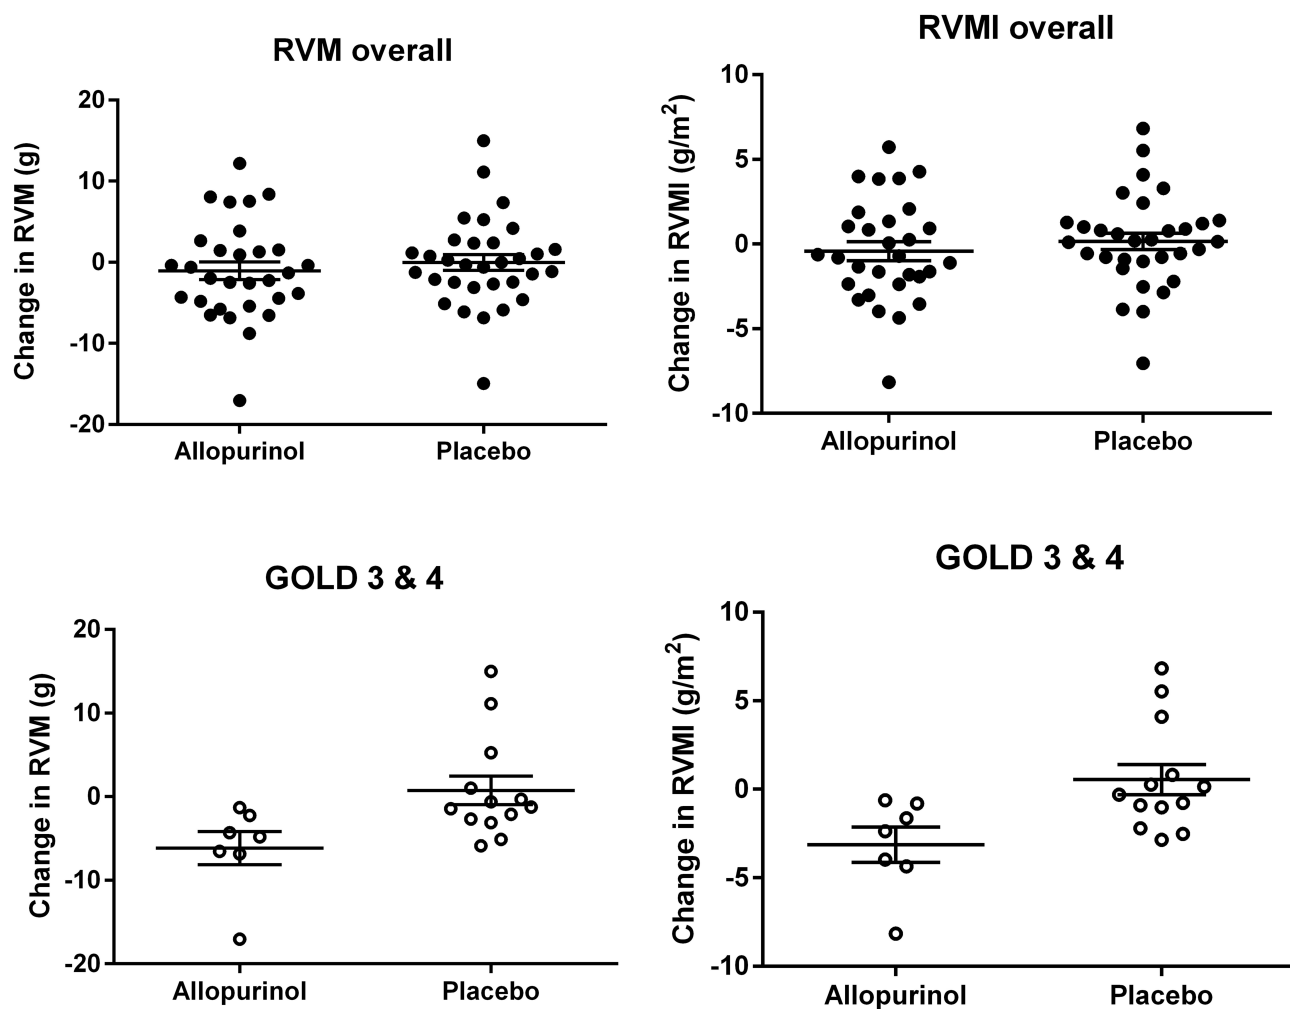 RVM overall
Change in RVM (g)
20
10
0
-10
-20
Allopurinol
Placebo
RVMI overall
Change in RVMI (g/m²)
10
5
0
-5
-10
Allopurinol
Placebo
GOLD 3 & 4
Change in RVM (g)
20
10
0
-10
-20
Allopurinol
Placebo
GOLD 3 & 4
Change in RVMI (g/m²)
10
5
0
-5
-10
Allopurinol
Placebo